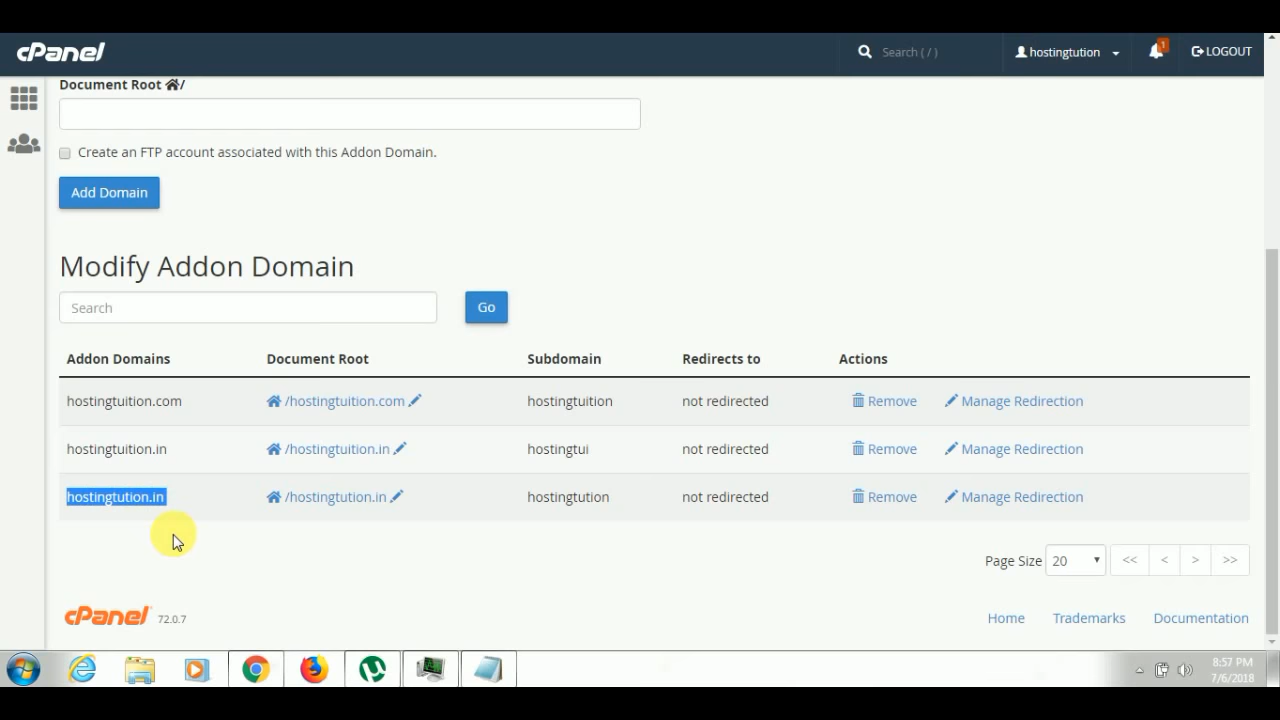 cPanel
Search ( / )
hostingtution
1
LOGOUT
Document Root /
Create an FTP account associated with this Addon Domain.
Add Domain
Modify Addon Domain
Search
Go
Addon Domains Document Root Subdomain Redirects to Actions
hostingtuition.com /hostingtuition.com hostingtuition not redirected Remove Manage Redirection
hostingtuition.in /hostingtuition.in hostingtui not redirected Remove Manage Redirection
hostingtution.in /hostingtution.in hostingtution not redirected Remove Manage Redirection
Page Size 20 << < > >>
cPanel 72.0.7 Home Trademarks Documentation
8:57 PM
7/6/2018